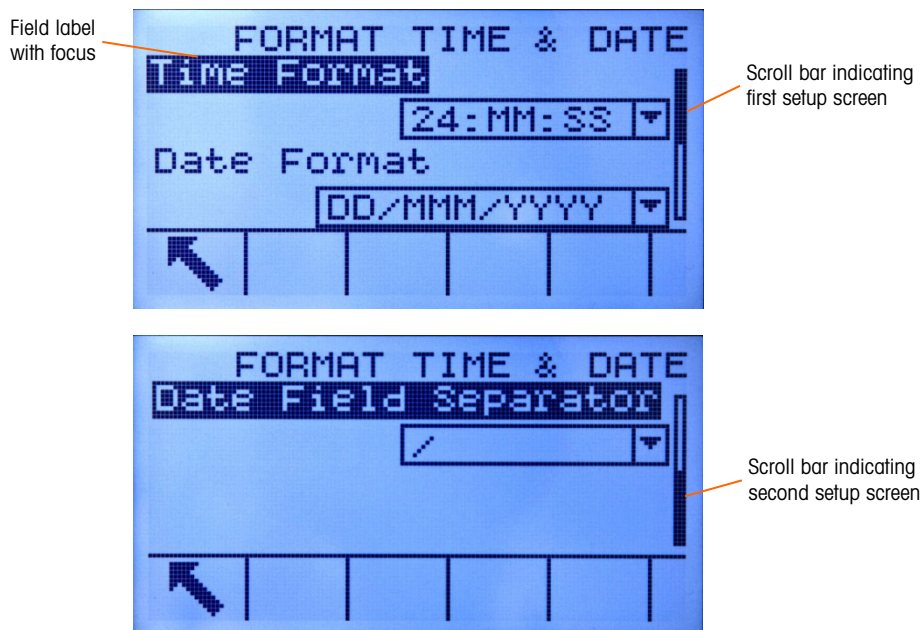 Field label
with focus
FORMAT TIME & DATE
Time Format
24:MM:SS
Date Format
DD/MMM/YYYY
Scroll bar indicating
first setup screen
FORMAT TIME & DATE
Date Field Separator
/
Scroll bar indicating
second setup screen